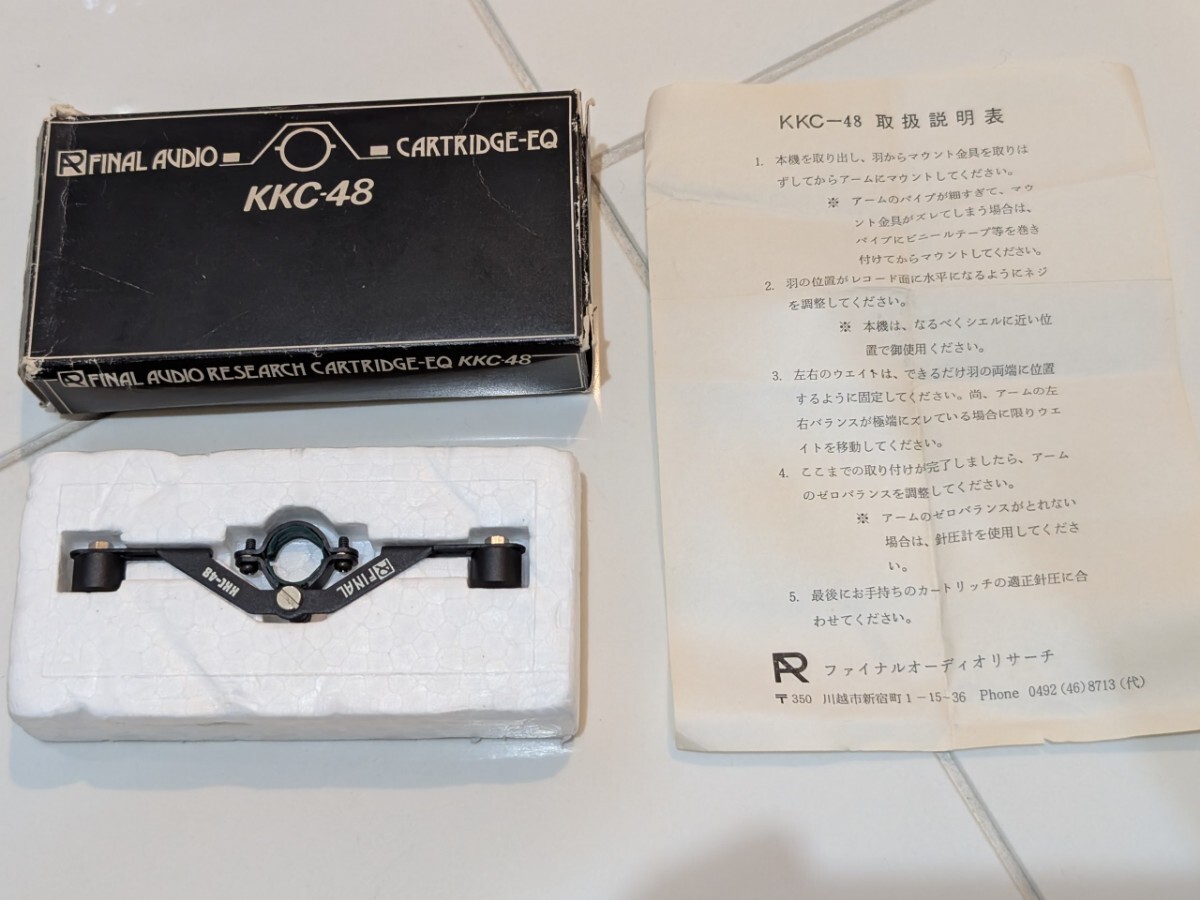 FINAL AUDIO CARTRIDGE-EQ
KKC-48
FINAL AUDIO RESEARCH CARTRIDGE-EQ KKC-48
KKC-48
FINAL
KKC-48 取扱説明表
1. 本機を取り出し、羽からマウント金具を取りは
ずしてからアームにマウントしてください。
※ アームのパイプが細すぎて、マウ
ント金具がズレてしまう場合は、
パイプにビニールテープ等を巻き
付けてからマウントしてください。
2. 羽の位置がレコード面に水平になるようにネジ
を調整してください。
※ 本機は、なるべくシエルに近い位
置で御使用ください。
3. 左右のウエイトは、できるだけ羽の両端に位置
するように固定してください。尚、アームの左
右バランスが極端にズレている場合に限りウエ
イトを移動してください。
4. ここまでの取り付けが完了しましたら、アーム
のゼロバランスを調整してください。
※ アームのゼロバランスがとれない
場合は、針圧計を使用してくださ
い。
5. 最後にお手持ちのカートリッチの適正針圧に合
わせてください。
ファイナルオーディオリサーチ
〒350 川越市新宿町1-15~36 Phone 0492(46)8713(代)